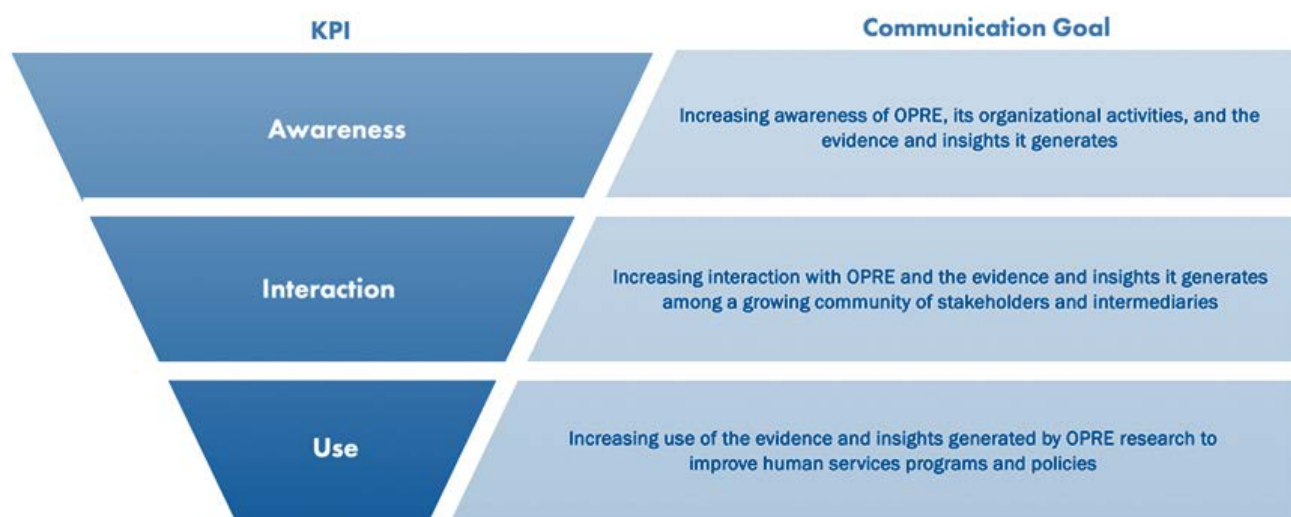 KPI
Communication Goal
Awareness
Increasing awareness of OPRE, its organizational activities, and the
evidence and insights it generates
Interaction
Increasing interaction with OPRE and the evidence and insights it generates
among a growing community of stakeholders and intermediaries
Use
Increasing use of the evidence and insights generated by OPRE research to
improve human services programs and policies